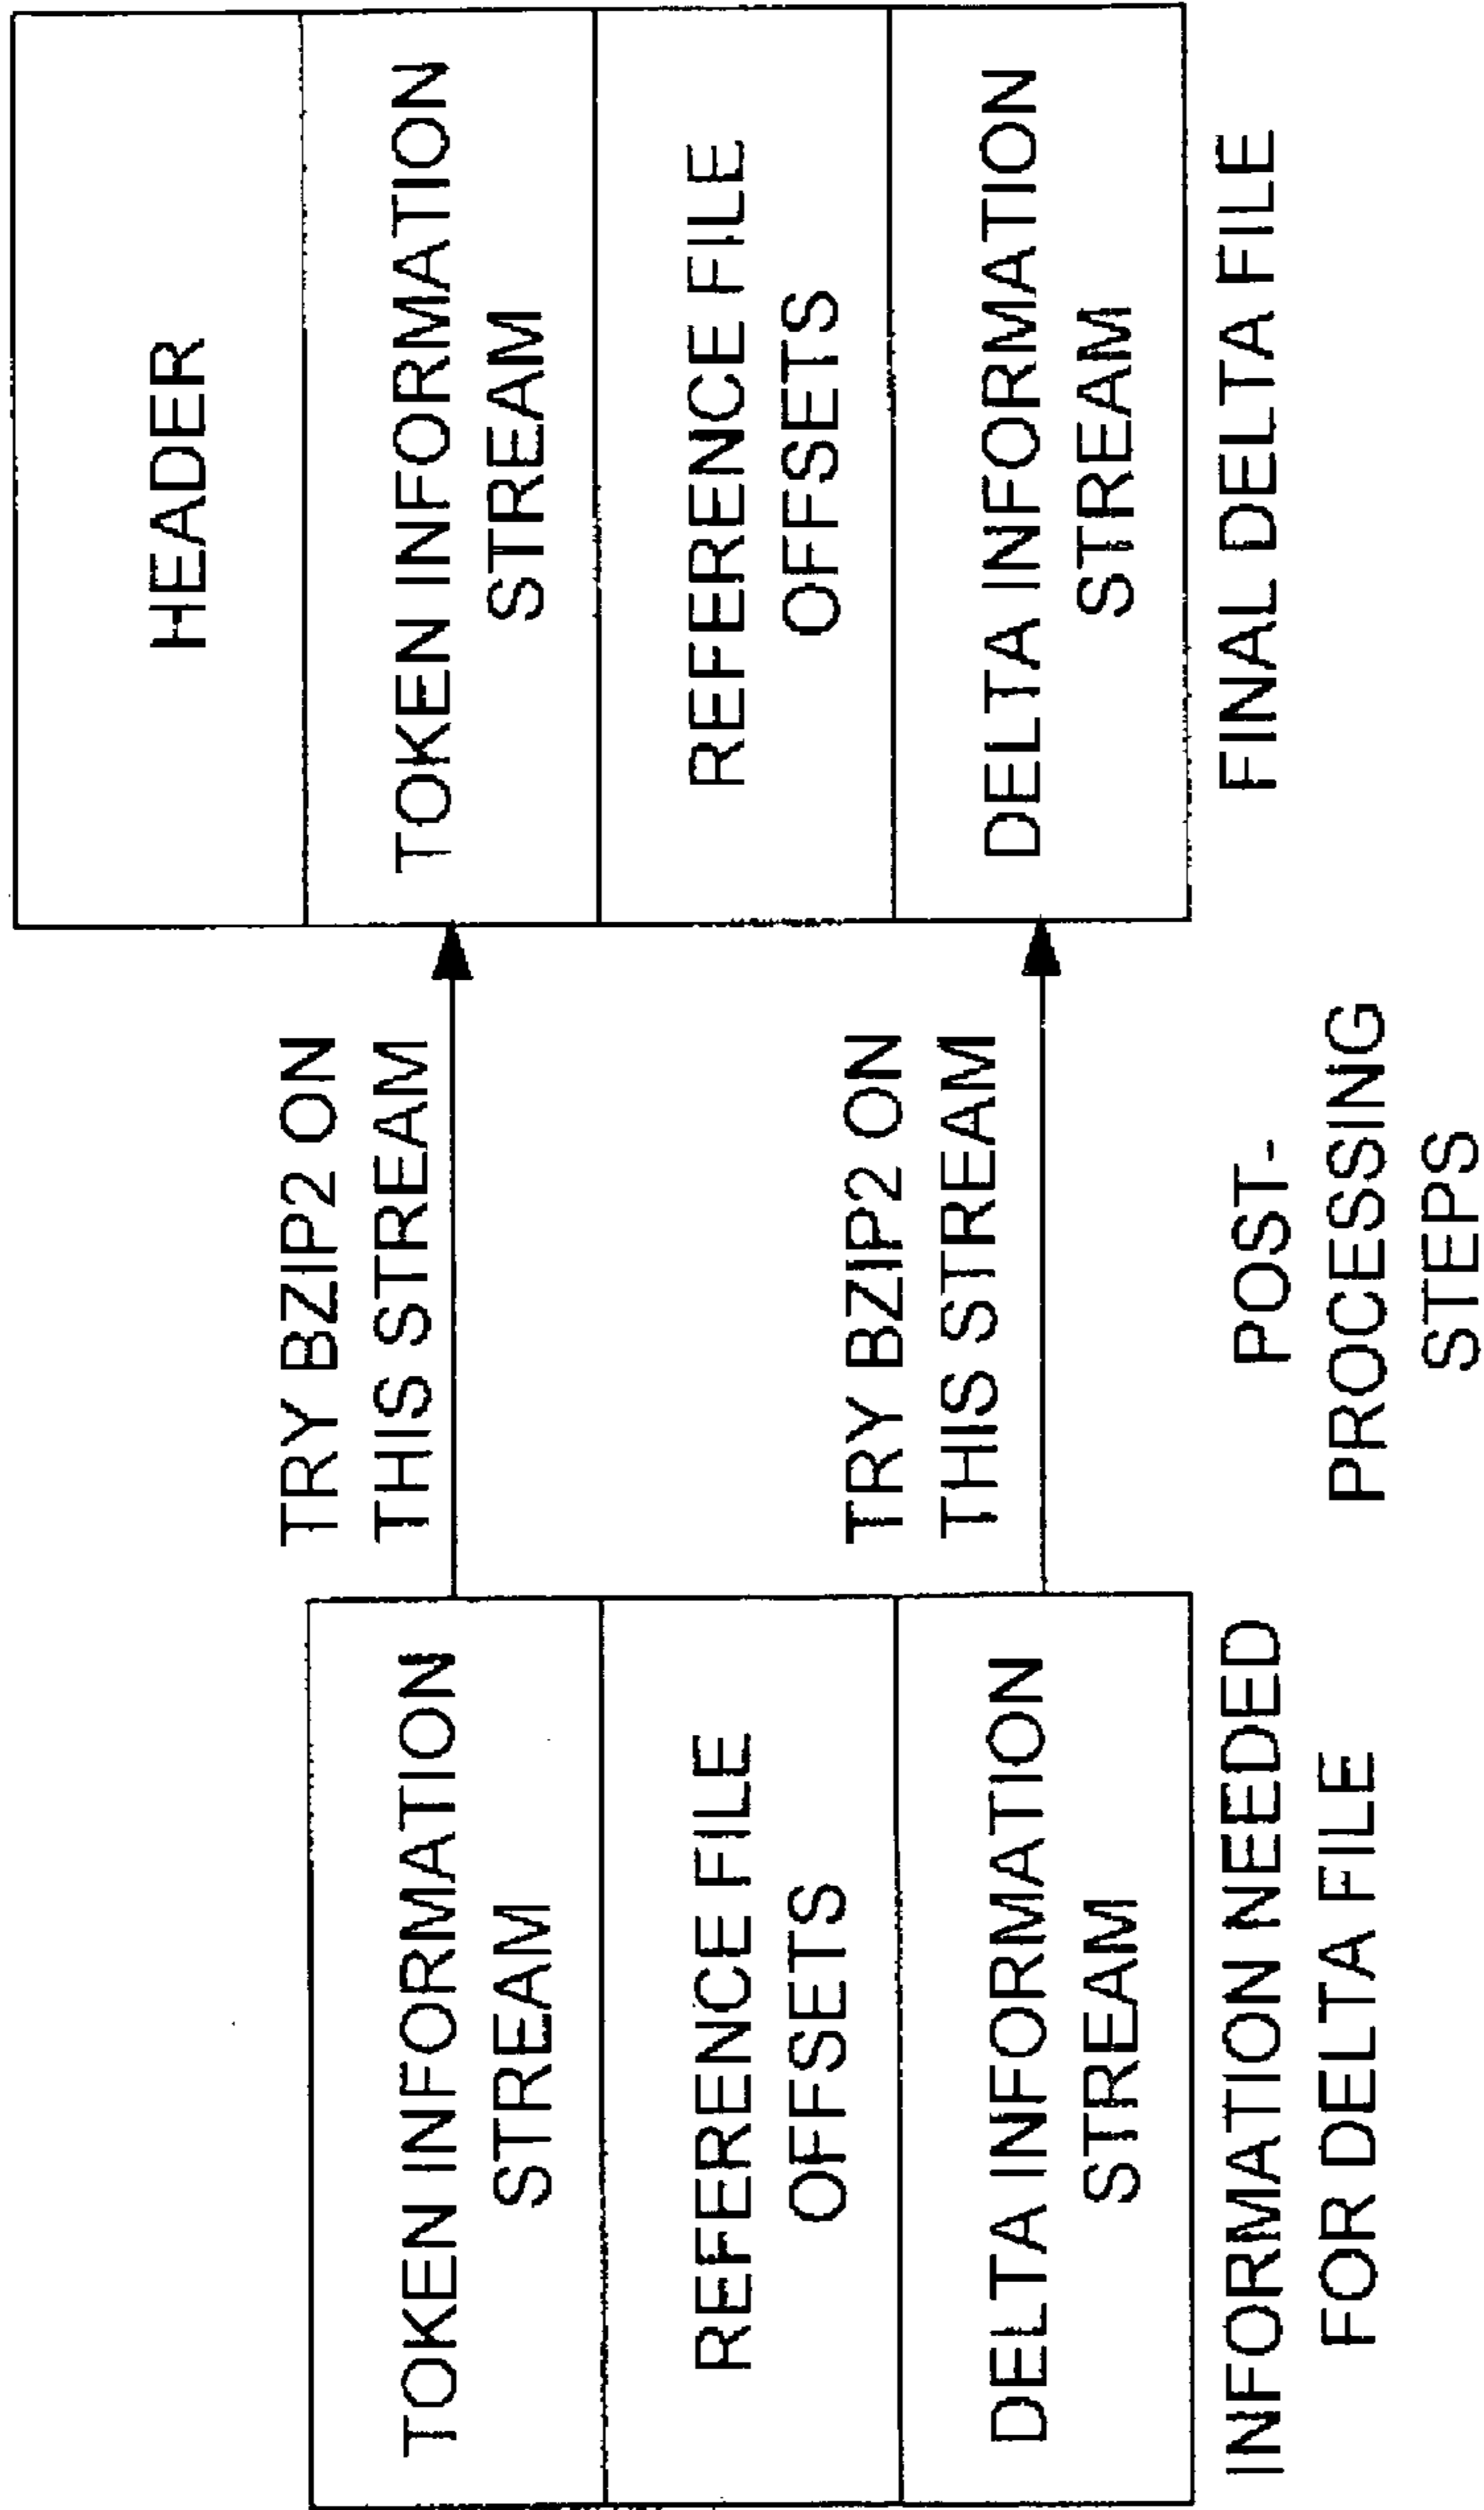 TOKEN INFORMATION
STREAM
REFERENCE FILE
OFFSETS
DELTA INFORMATION
STREAM
INFORMATION NEEDED
FOR DELTA FILE
TRY BZIP2 ON
THIS STREAM
TRY BZIP2 ON
THIS STREAM
POST-
PROCESSING
STEPS
HEADER
TOKEN INFORMATION
STREAM
REFERENCE FILE
OFFSETS
DELTA INFORMATION
STREAM
FINAL DELTA FILE